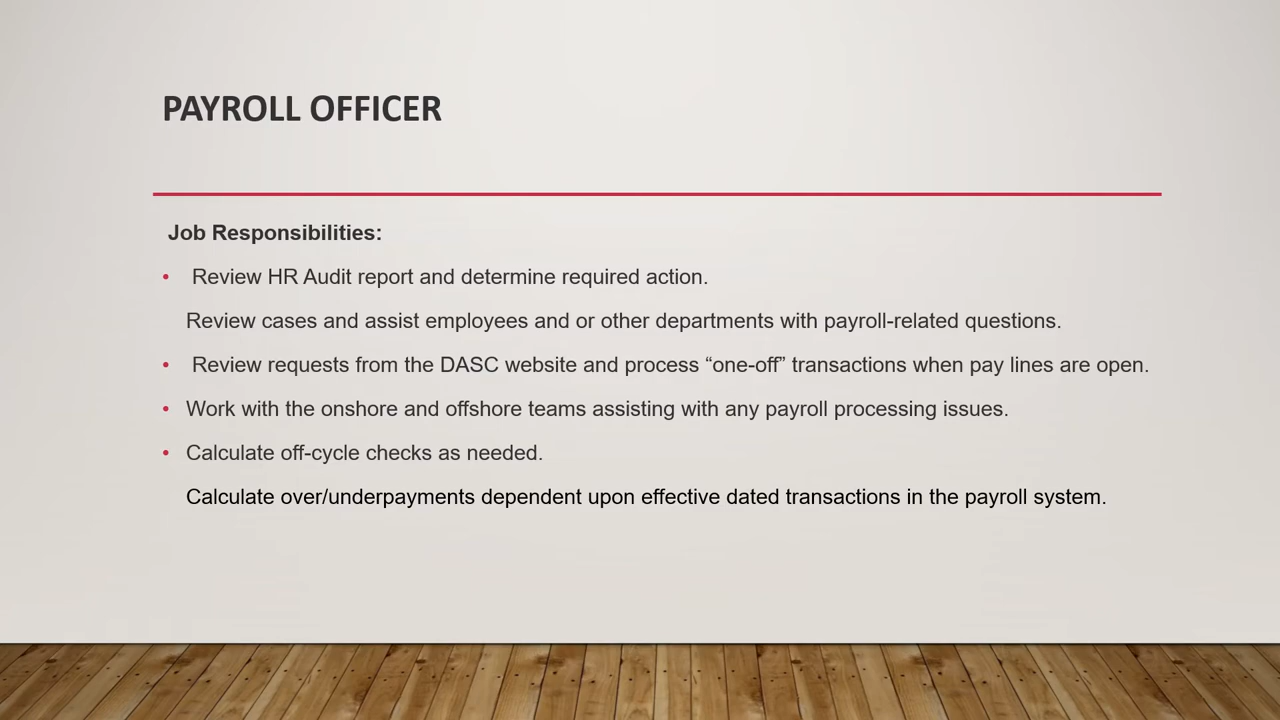 PAYROLL OFFICER
Job Responsibilities:
• Review HR Audit report and determine required action.
Review cases and assist employees and or other departments with payroll-related questions.
• Review requests from the DASC website and process “one-off” transactions when pay lines are open.
• Work with the onshore and offshore teams assisting with any payroll processing issues.
• Calculate off-cycle checks as needed.
Calculate over/underpayments dependent upon effective dated transactions in the payroll system.